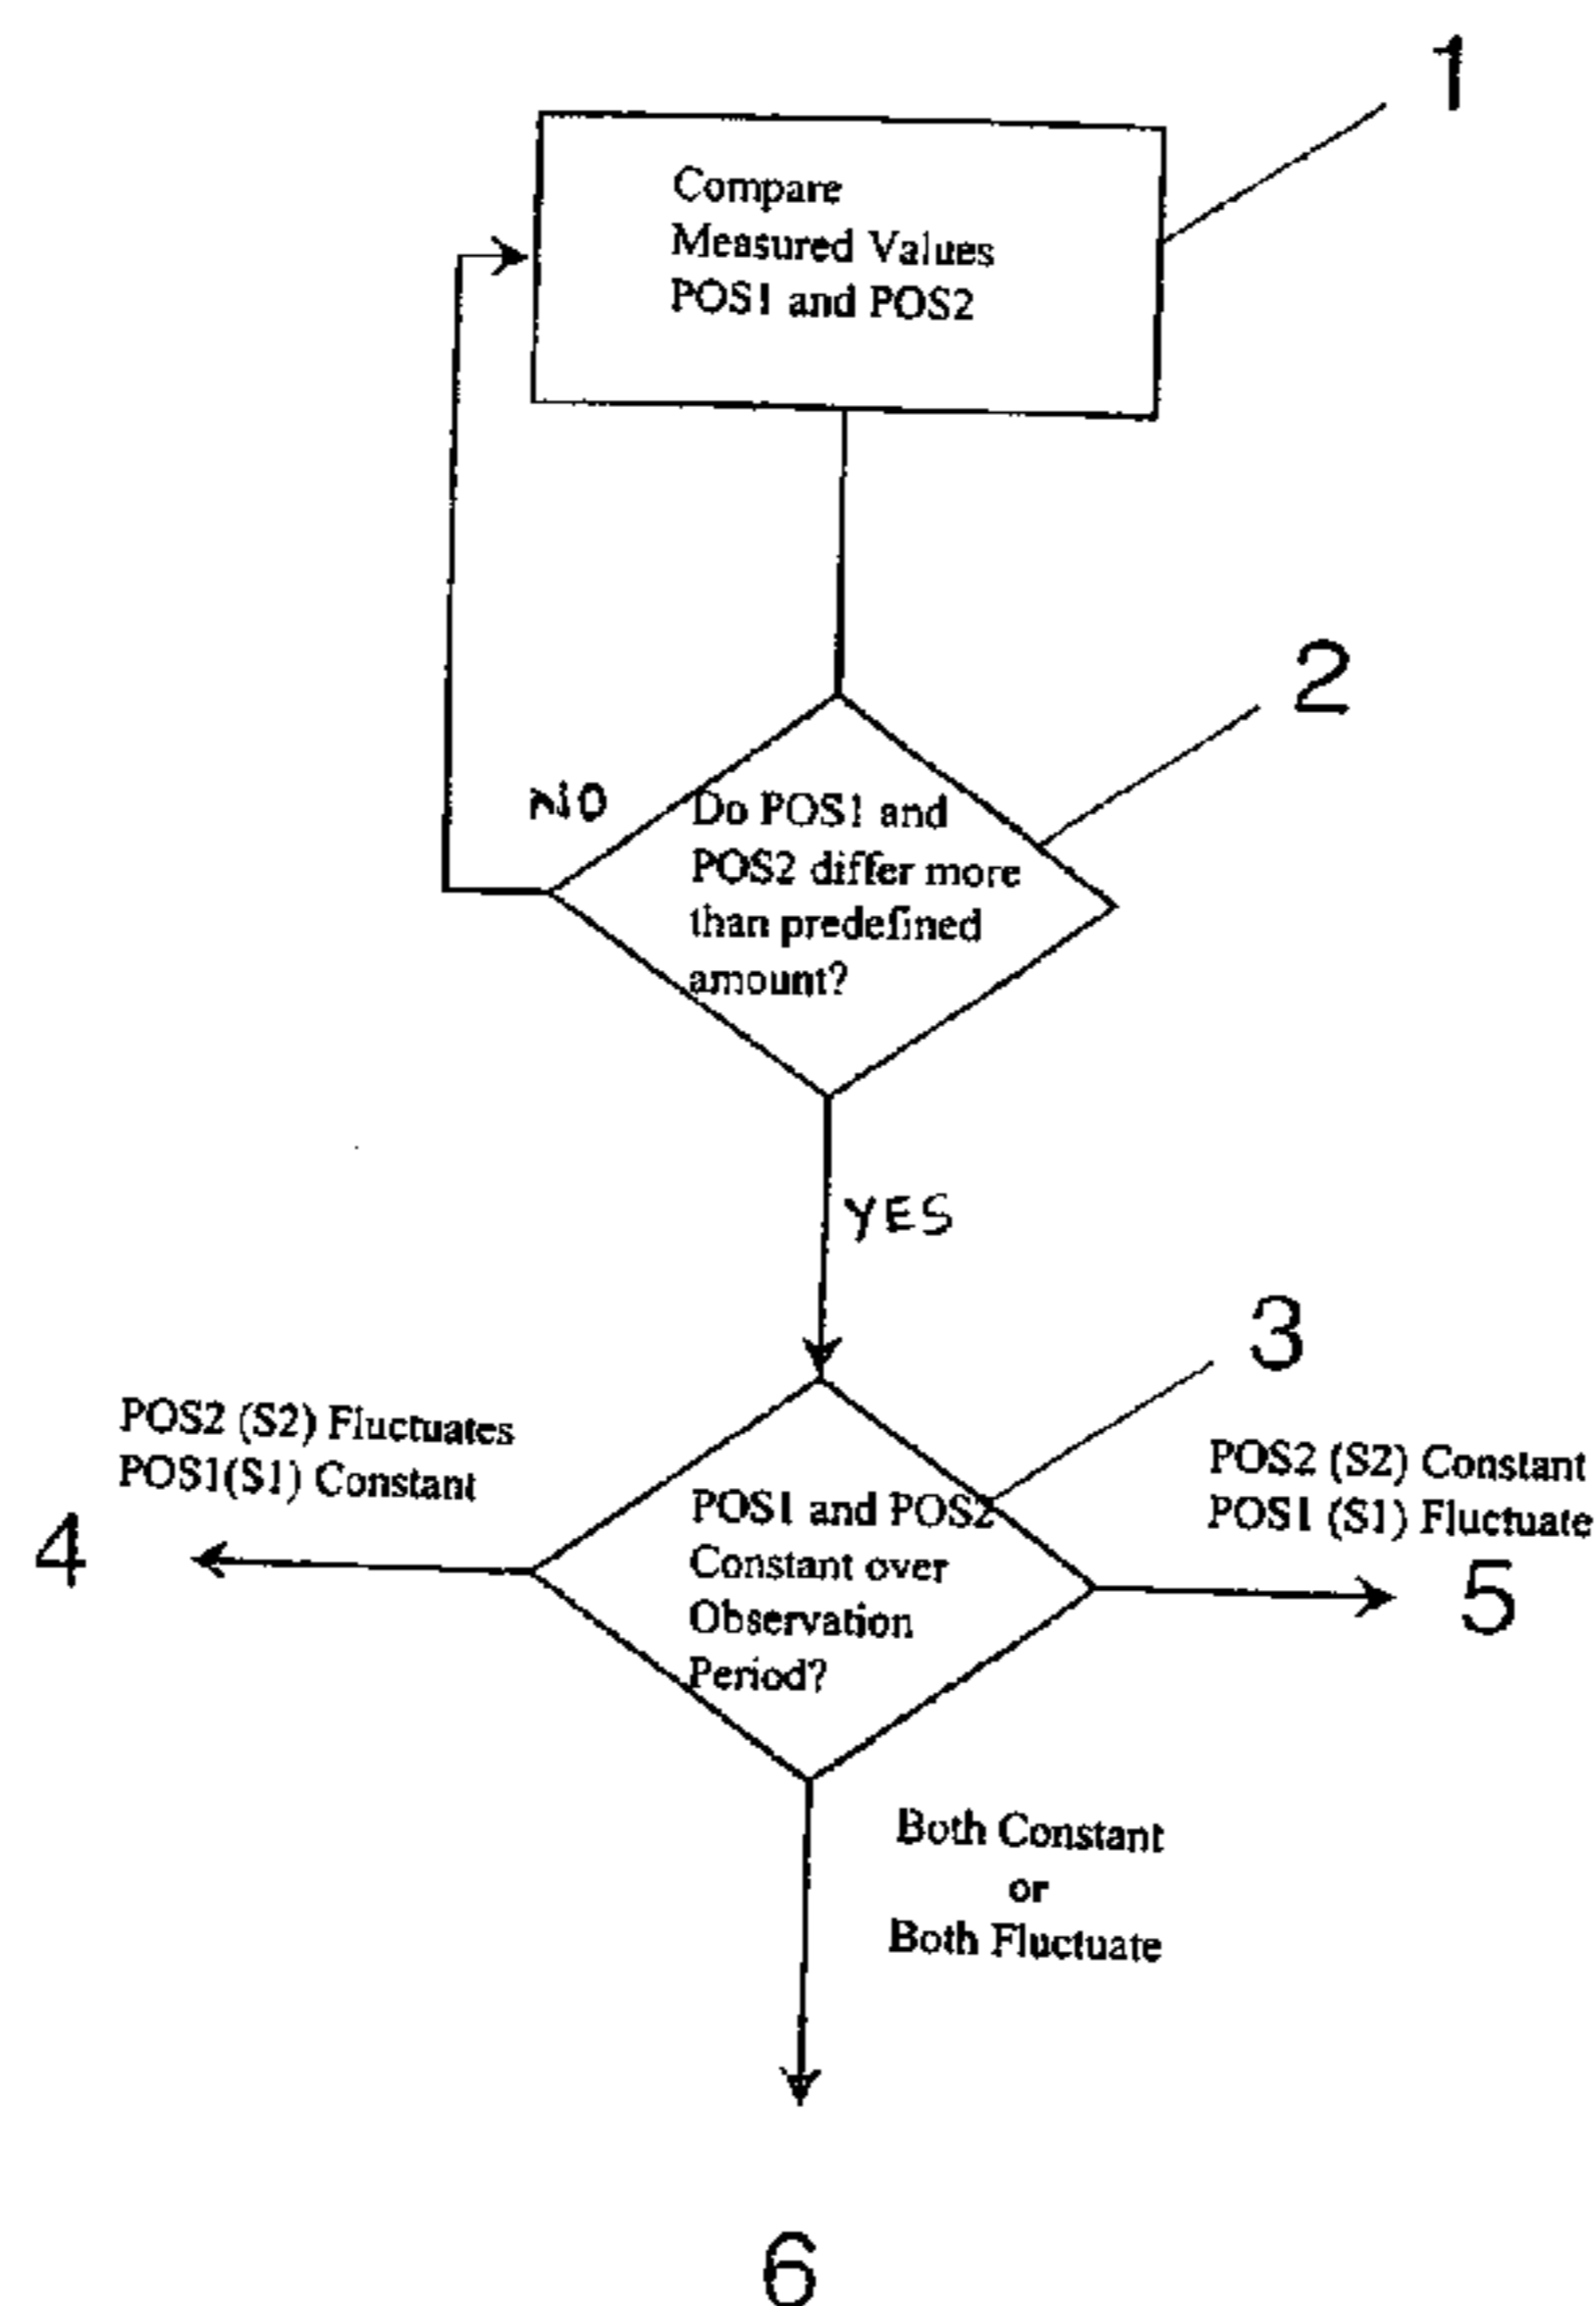 1
Compare
Measured Values
POS1 and POS2
2
NO
Do POS1 and
POS2 differ more
than predefined
amount?
YES
3
POS2 (S2) Fluctuates
POS1(S1) Constant
4
POS1 and POS2
Constant over
Observation
Period?
POS2 (S2) Constant
POS1 (S1) Fluctuate
5
Both Constant
or
Both Fluctuate
6